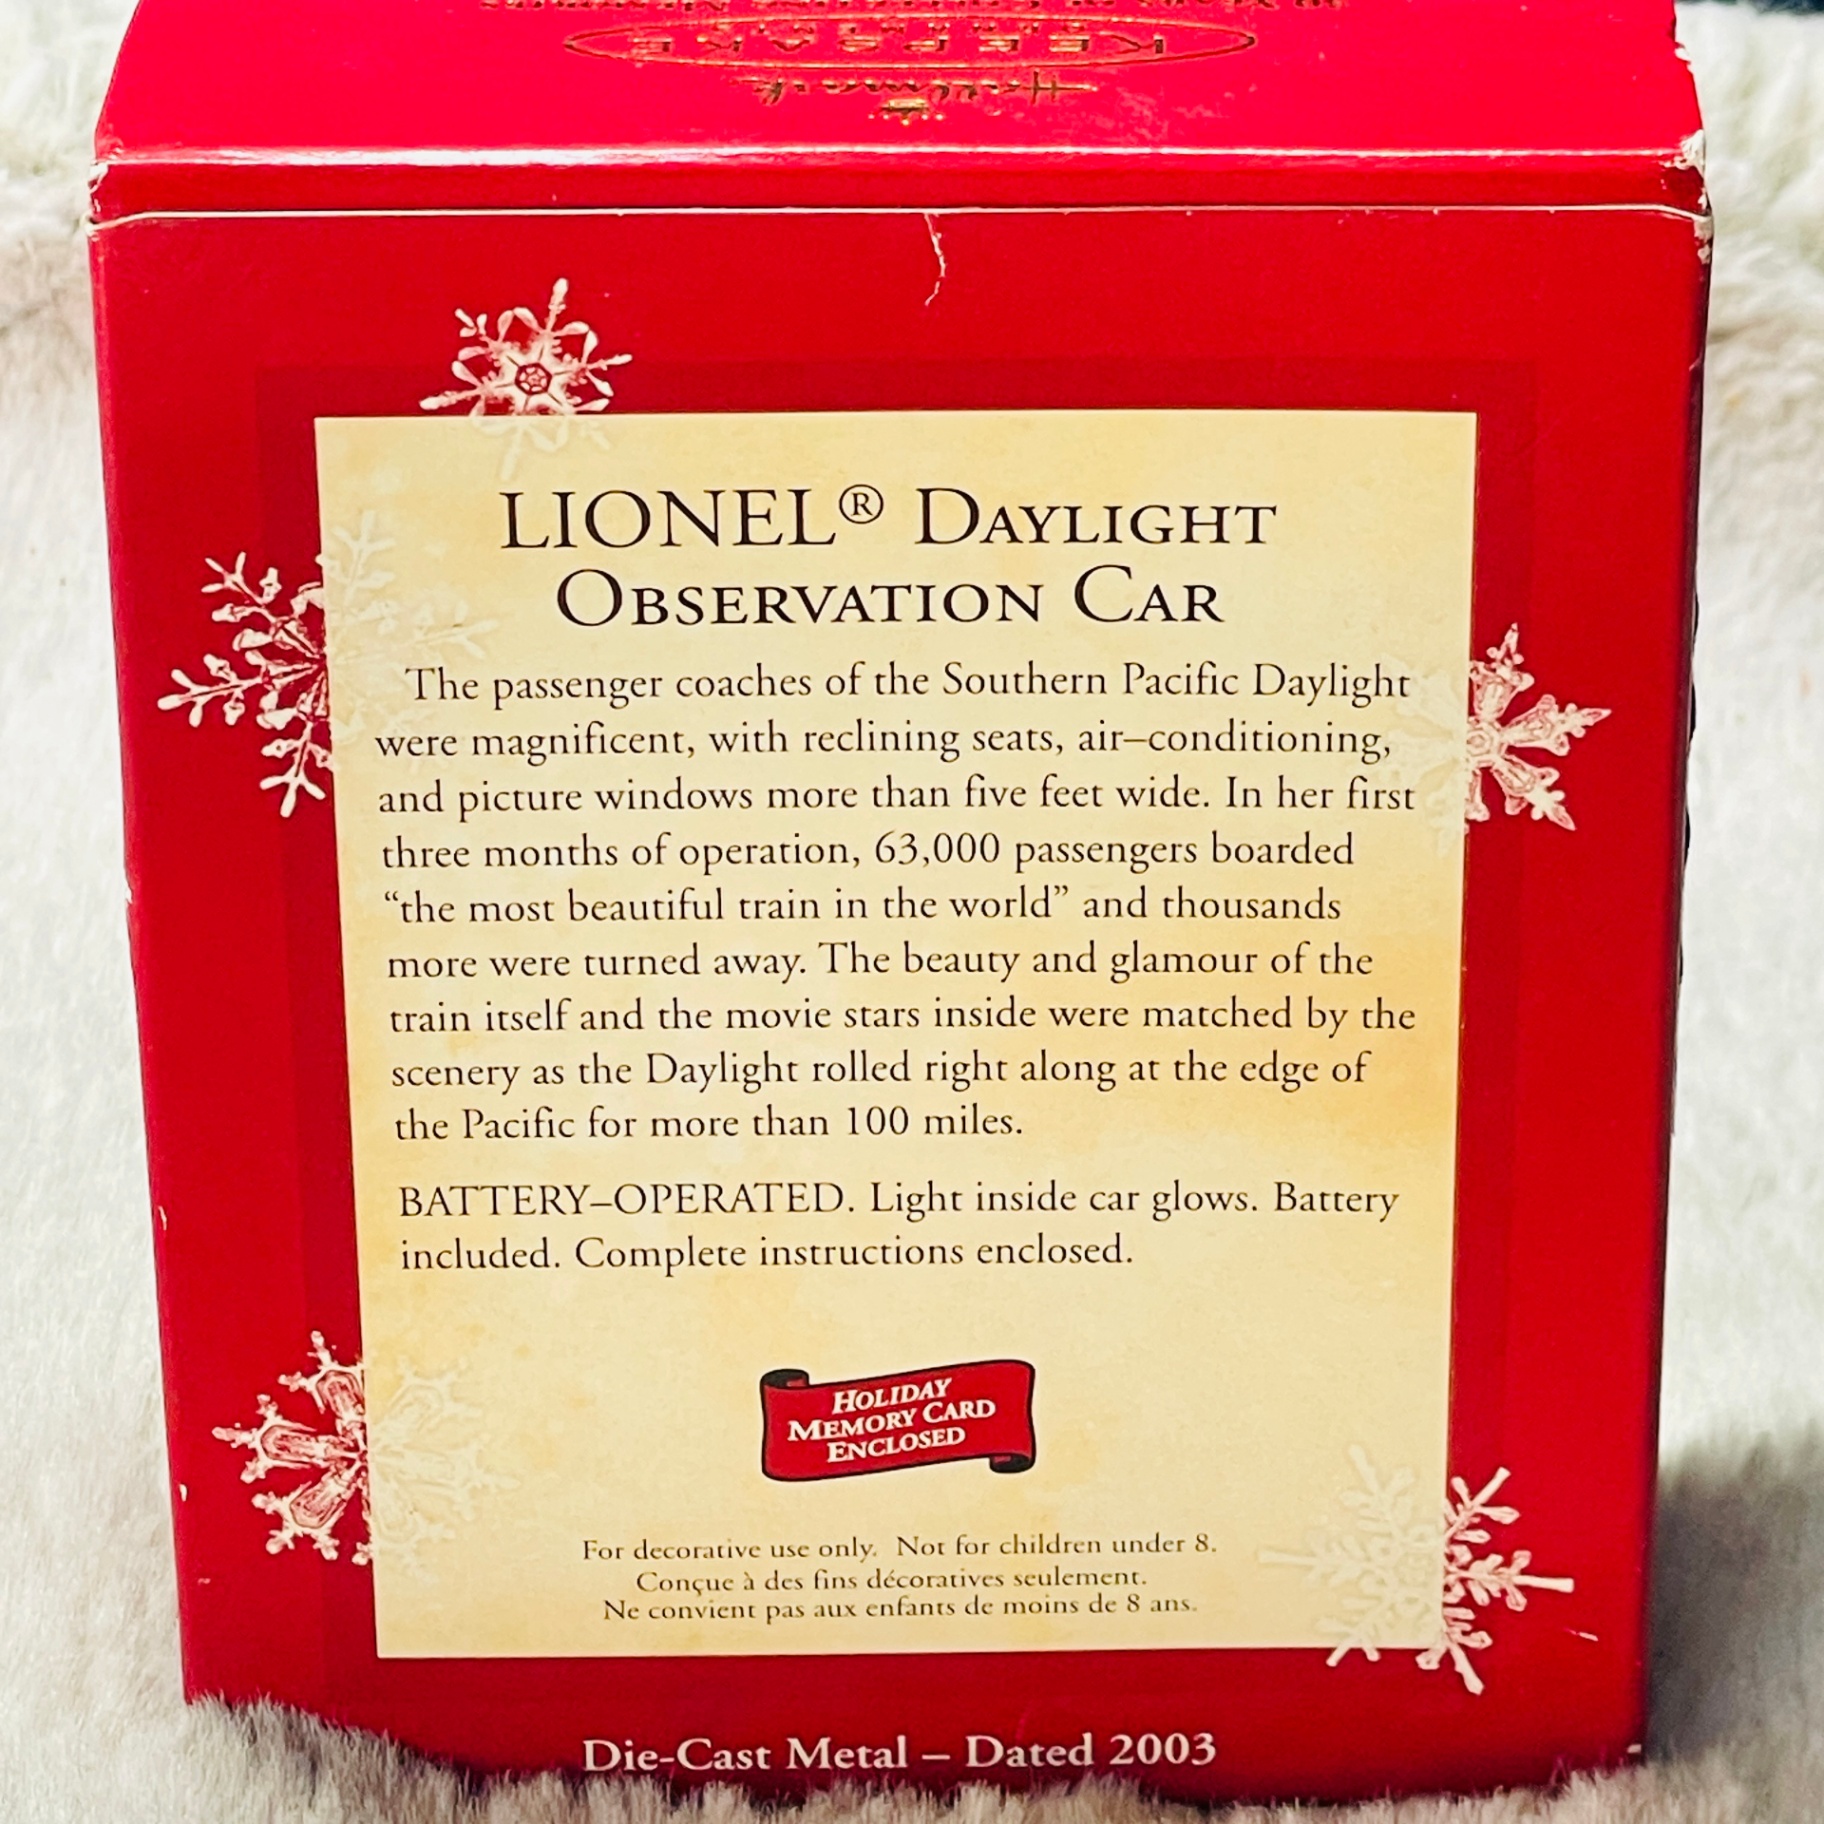 KEEPSAKE
Hallmark
LIONEL® DAYLIGHT
OBSERVATION CAR
The passenger coaches of the Southern Pacific Daylight
were magnificent, with reclining seats, air–conditioning,
and picture windows more than five feet wide. In her first
three months of operation, 63,000 passengers boarded
“the most beautiful train in the world” and thousands
more were turned away. The beauty and glamour of the
train itself and the movie stars inside were matched by the
scenery as the Daylight rolled right along at the edge of
the Pacific for more than 100 miles.
BATTERY–OPERATED. Light inside car glows. Battery
included. Complete instructions enclosed.
HOLIDAY
MEMORY CARD
ENCLOSED
For decorative use only. Not for children under 8.
Conçue à des fins décoratives seulement.
Ne convient pas aux enfants de moins de 8 ans.
Die-Cast Metal – Dated 2003